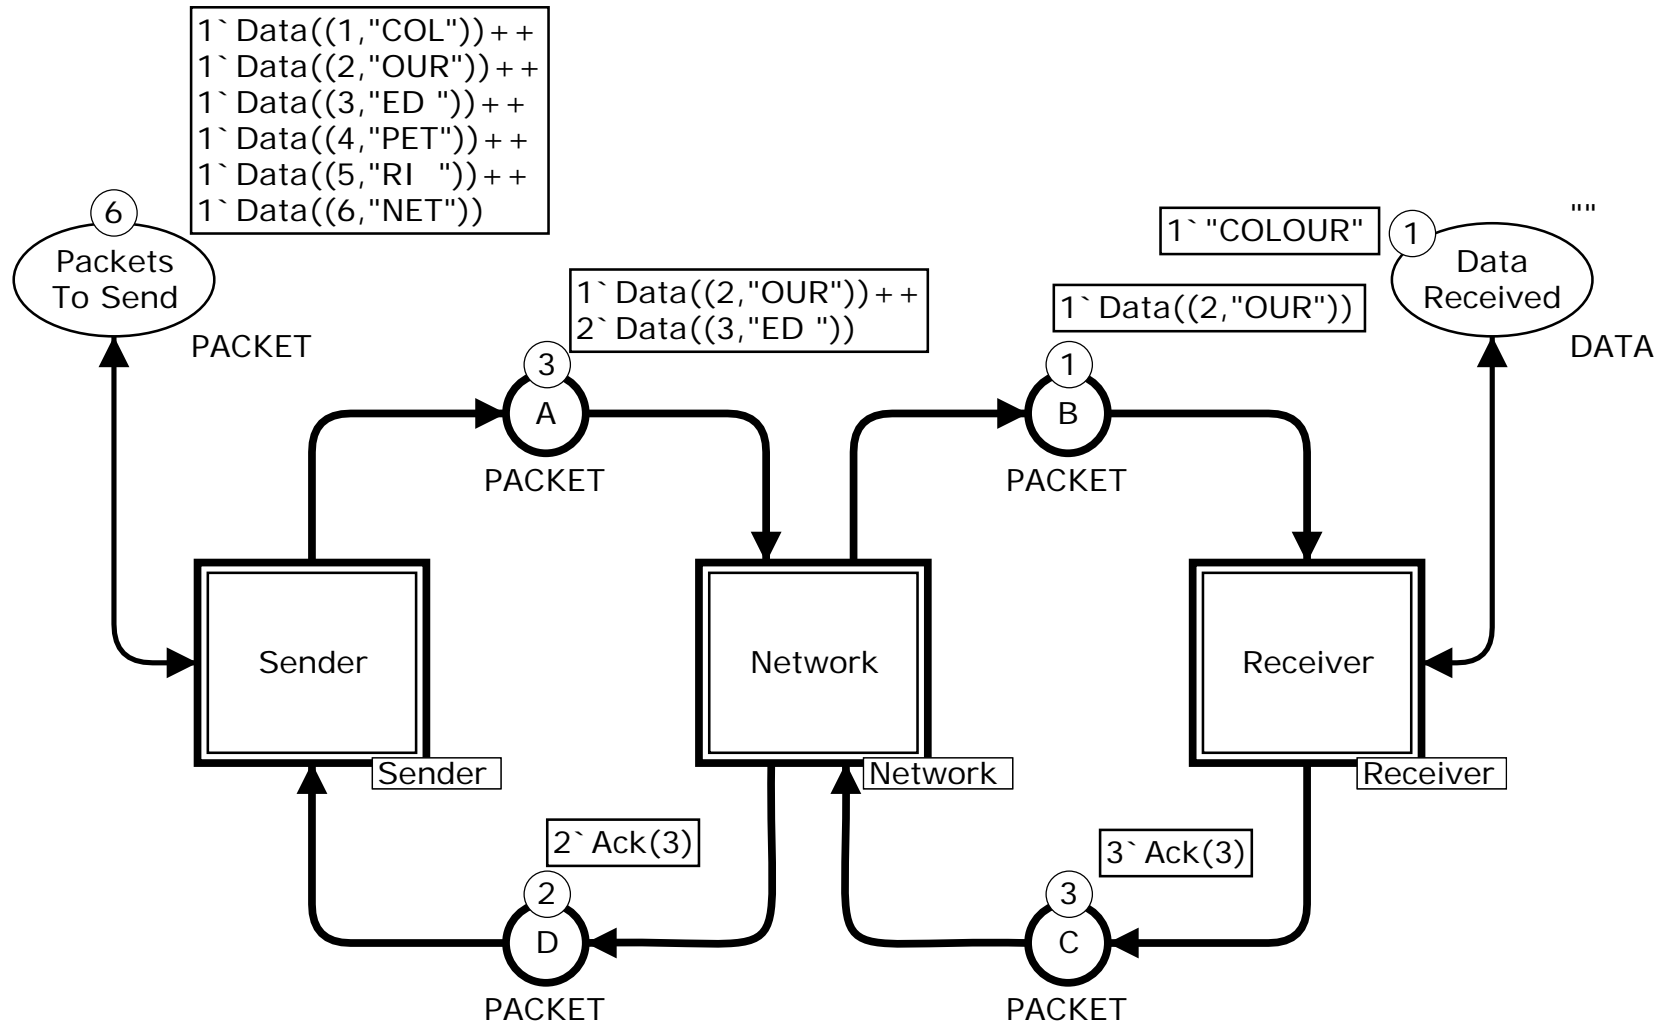 1`Data((1,"COL"))++
1`Data((2,"OUR"))++
1`Data((3,"ED "))++
1`Data((4,"PET"))++
1`Data((5,"RI  "))++
1`Data((6,"NET"))
6
Packets
To Send
PACKET
1`"COLOUR"
1
""
Data
Received
DATA
1`Data((2,"OUR"))++
2`Data((3,"ED "))
3
A
PACKET
1`Data((2,"OUR"))
1
B
PACKET
Sender
Sender
Network
Network
Receiver
Receiver
2`Ack(3)
2
D
PACKET
3`Ack(3)
3
C
PACKET